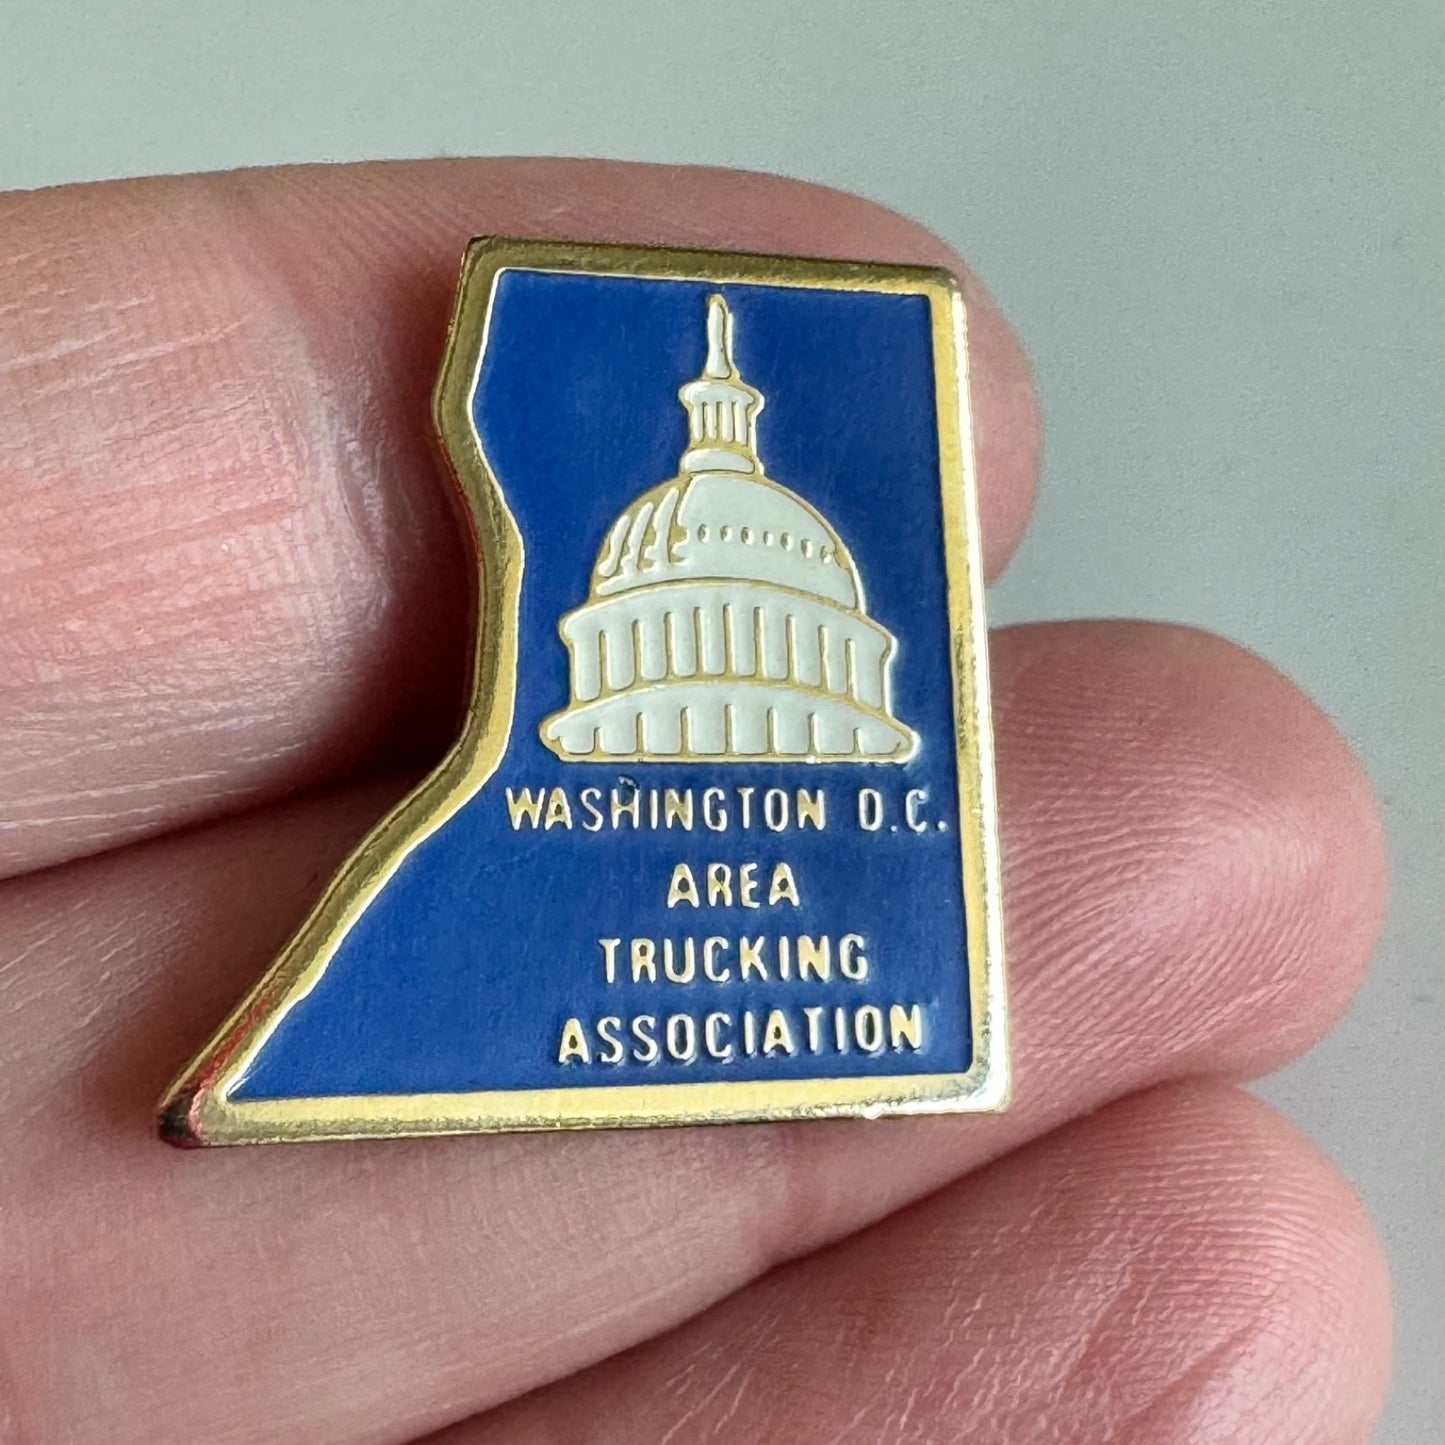 WASHINGTON D.C.
AREA
TRUCKING
ASSOCIATION